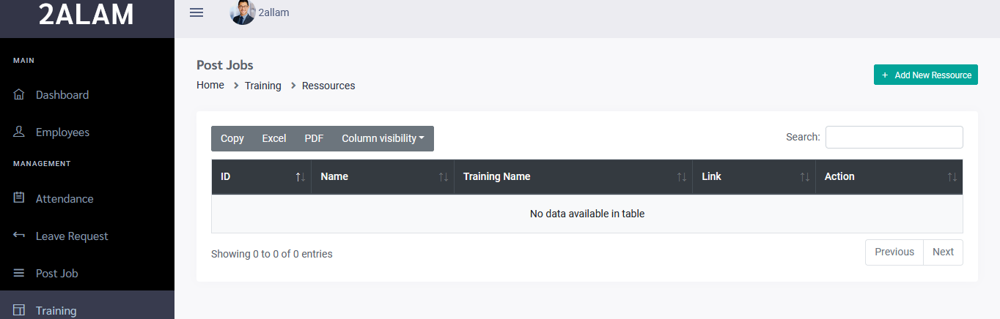 2ALAM
2allam
MAIN
Dashboard
Employees
MANAGEMENT
Attendance
Leave Request
Post Job
Training
Post Jobs
Home > Training > Ressources
+ Add New Ressource
Copy Excel PDF Column visibility
Search:
ID Name Training Name Link Action
No data available in table
Showing 0 to 0 of 0 entries
Previous Next